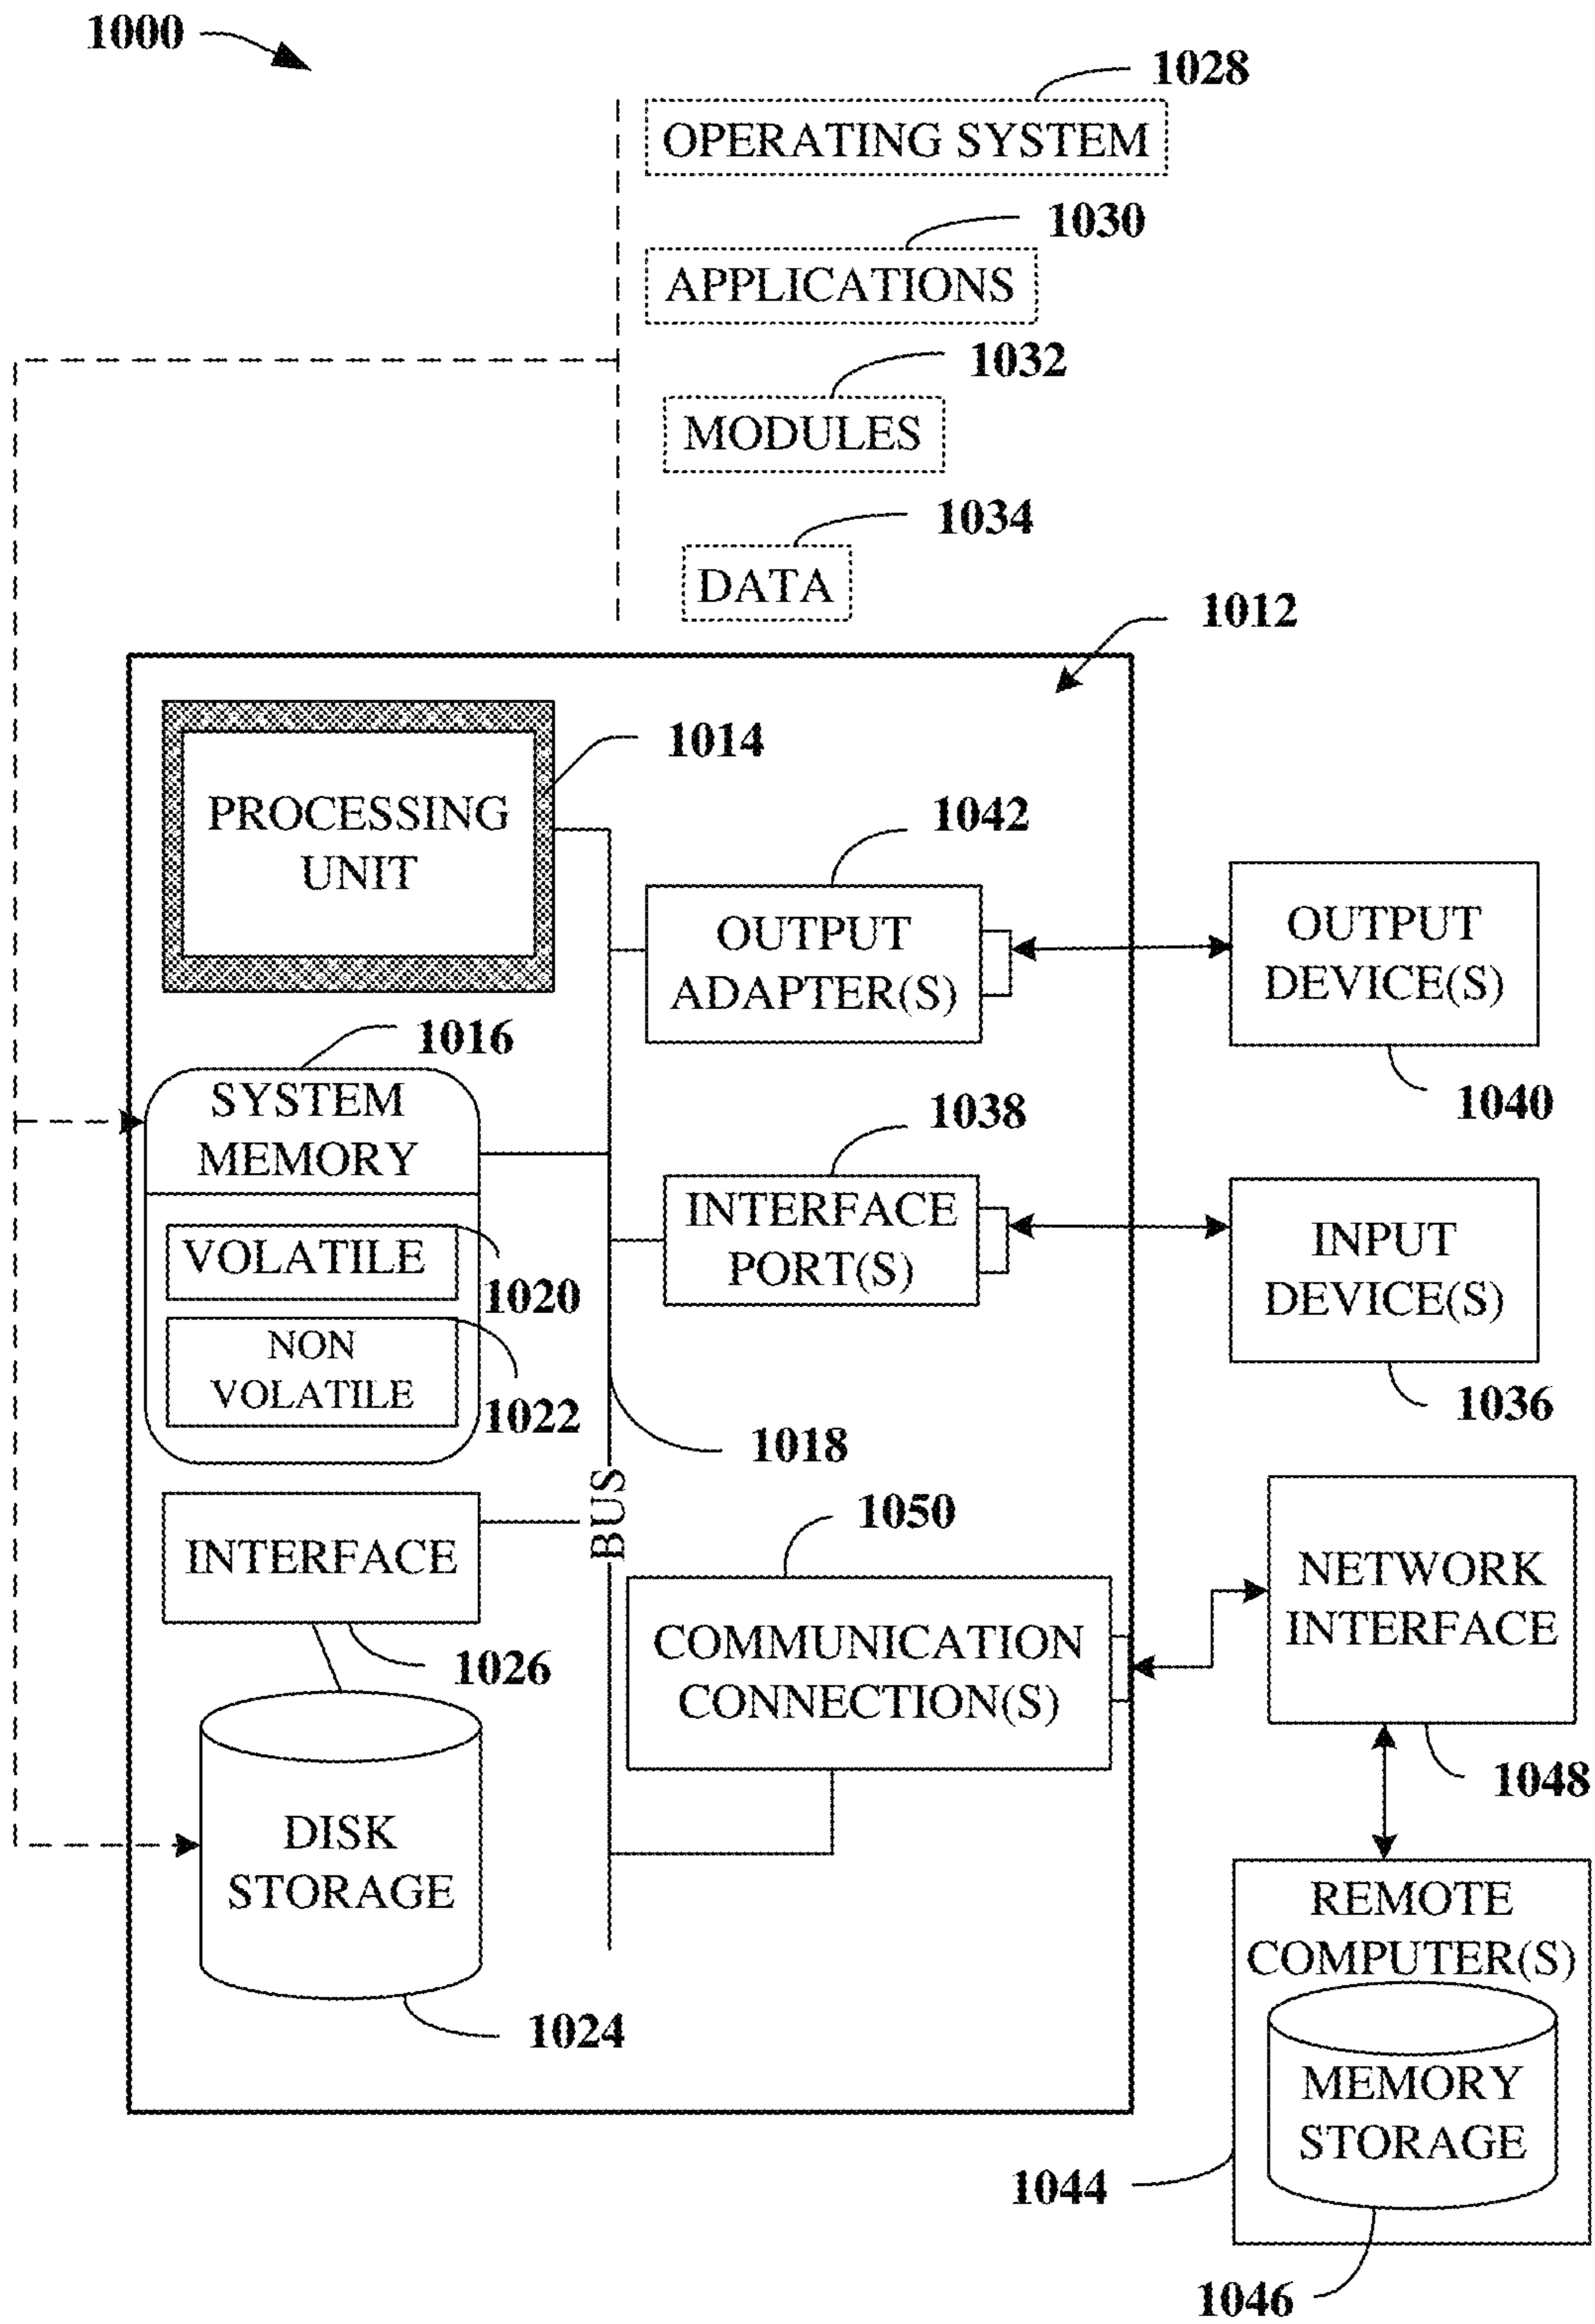 1000
1028
OPERATING SYSTEM
1030
APPLICATIONS
1032
MODULES
1034
DATA
1012
1014
PROCESSING
UNIT
1042
OUTPUT
ADAPTER(S)
OUTPUT
DEVICE(S)
1040
1016
SYSTEM
MEMORY
VOLATILE
1020
NON
VOLATILE
1022
1038
INTERFACE
PORT(S)
INPUT
DEVICE(S)
1036
1018
BUS
INTERFACE
1026
1050
COMMUNICATION
CONNECTION(S)
NETWORK
INTERFACE
1048
DISK
STORAGE
1024
REMOTE
COMPUTER(S)
MEMORY
STORAGE
1044
1046